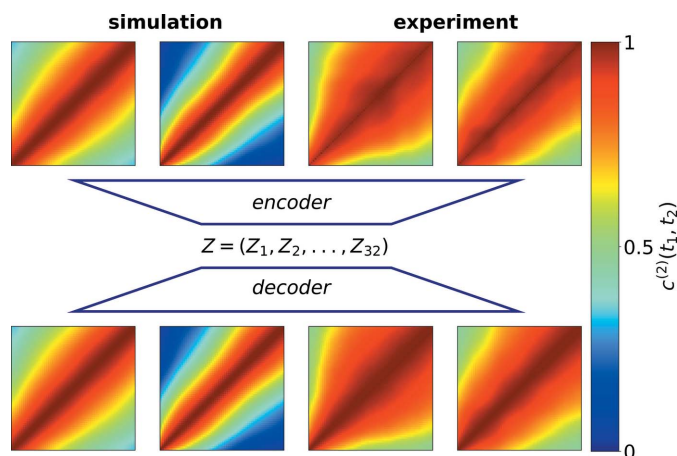 simulation experiment
1
encoder
Z = (Z₁, Z₂, . . . , Z₃₂)
0.5
c⁽²⁾(t₁, t₂)
decoder
0